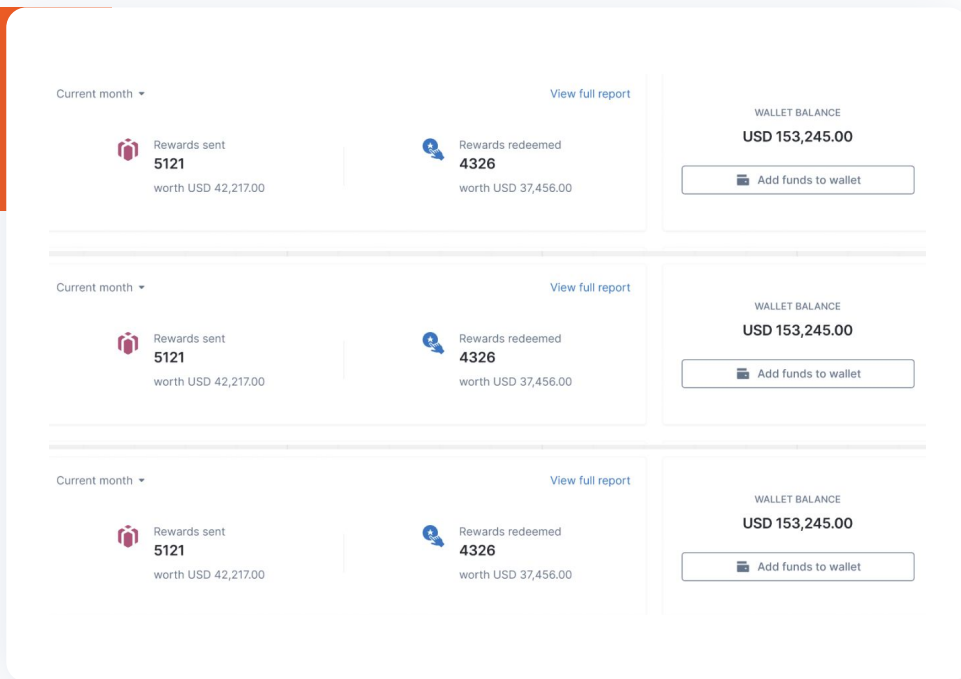 Current month
View full report
WALLET BALANCE
Rewards sent
Rewards redeemed
USD 153,245.00
5121
4326
worth USD 42,217.00
worth USD 37,456.00
Add funds to wallet
Current month
View full report
WALLET BALANCE
Rewards sent
Rewards redeemed
USD 153,245.00
5121
4326
worth USD 42,217.00
worth USD 37,456.00
Add funds to wallet
Current month
View full report
WALLET BALANCE
Rewards sent
Rewards redeemed
USD 153,245.00
5121
4326
worth USD 42,217.00
worth USD 37,456.00
Add funds to wallet